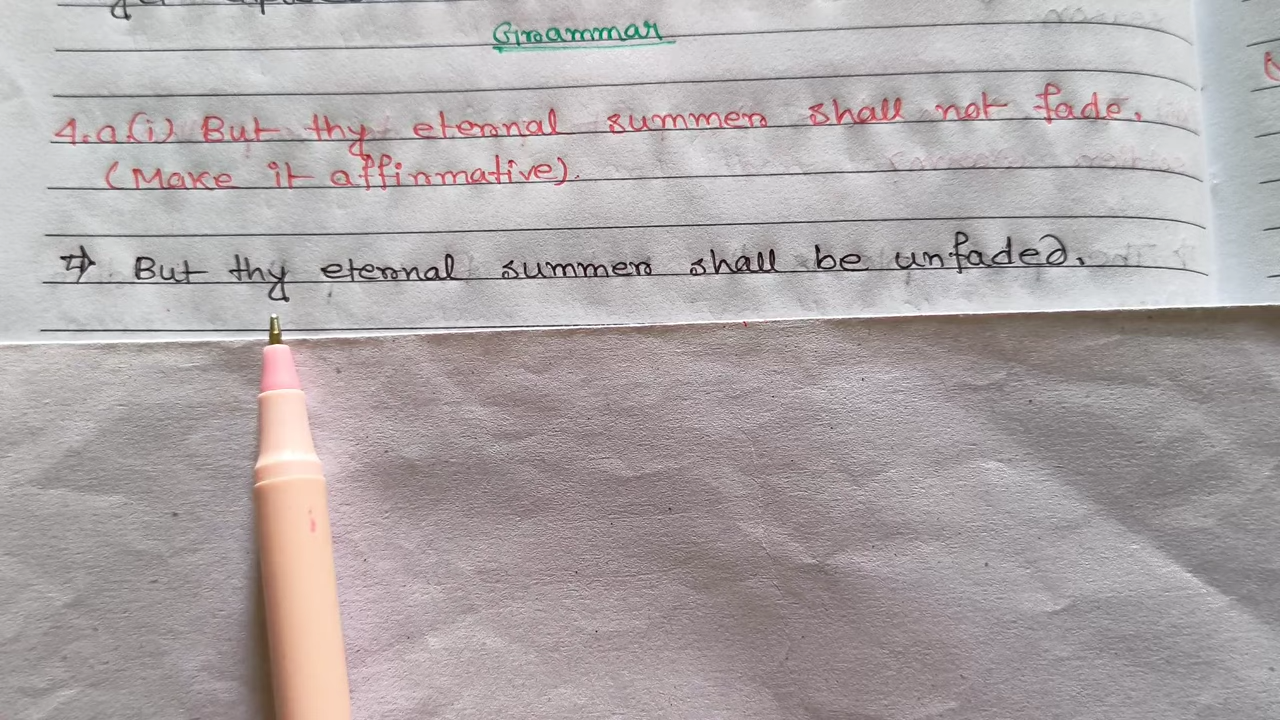 Grammar
4.a(i) But thy eternal summer shall not fade.
(Make it affirmative).
⇒ But thy eternal summer shall be unfaded.